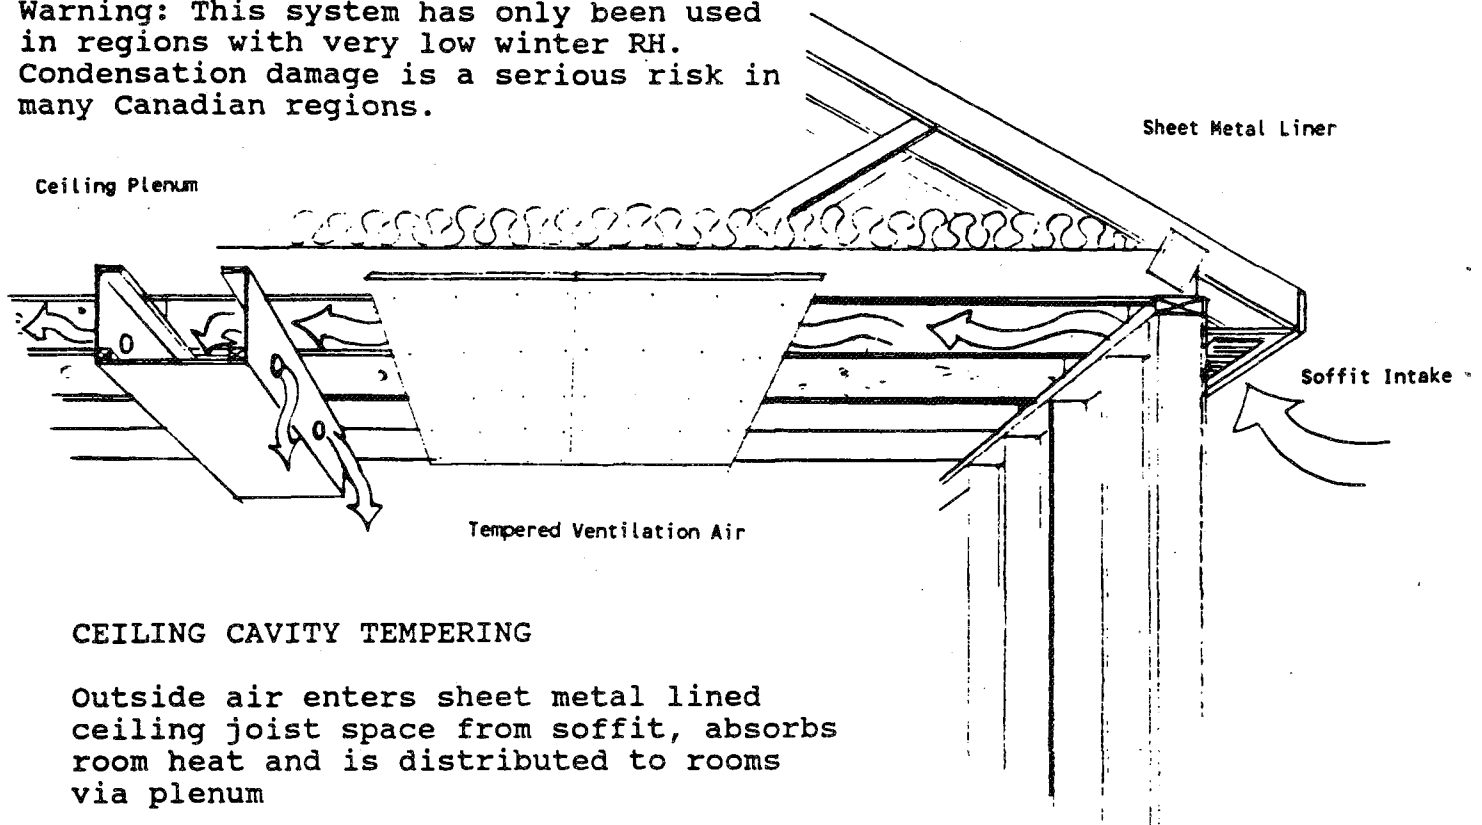 Warning: This system has only been used
in regions with very low winter RH.
Condensation damage is a serious risk in
many Canadian regions.
Sheet Metal Liner
Ceiling Plenum
Soffit Intake
Tempered Ventilation Air
CEILING CAVITY TEMPERING
Outside air enters sheet metal lined
ceiling joist space from soffit, absorbs
room heat and is distributed to rooms
via plenum